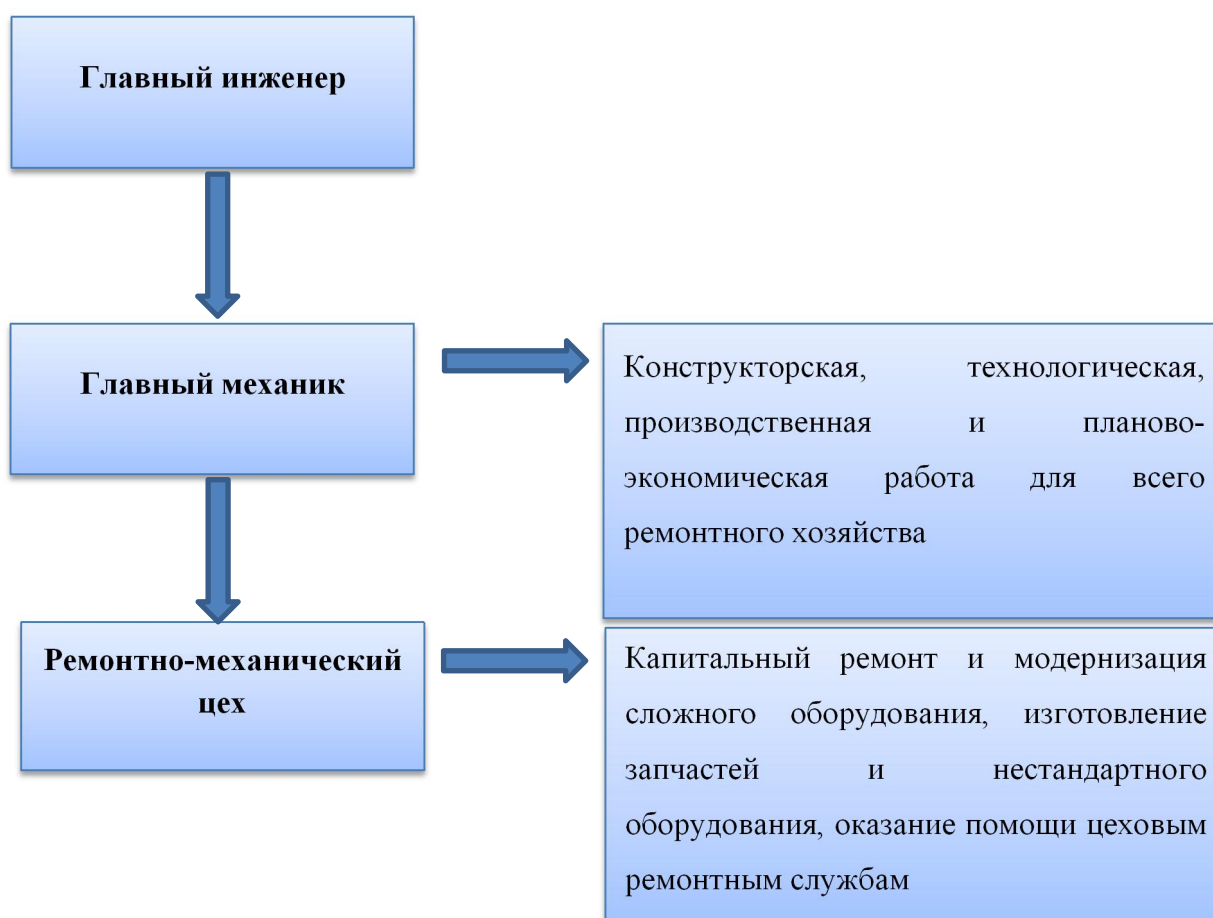 Главный инженер
Главный механик
Конструкторская, технологическая,
производственная и планово-
экономическая работа для всего
ремонтного хозяйства
Ремонтно-механический
цех
Капитальный ремонт и модернизация
сложного оборудования, изготовление
запчастей и нестандартного
оборудования, оказание помощи цеховым
ремонтным службам